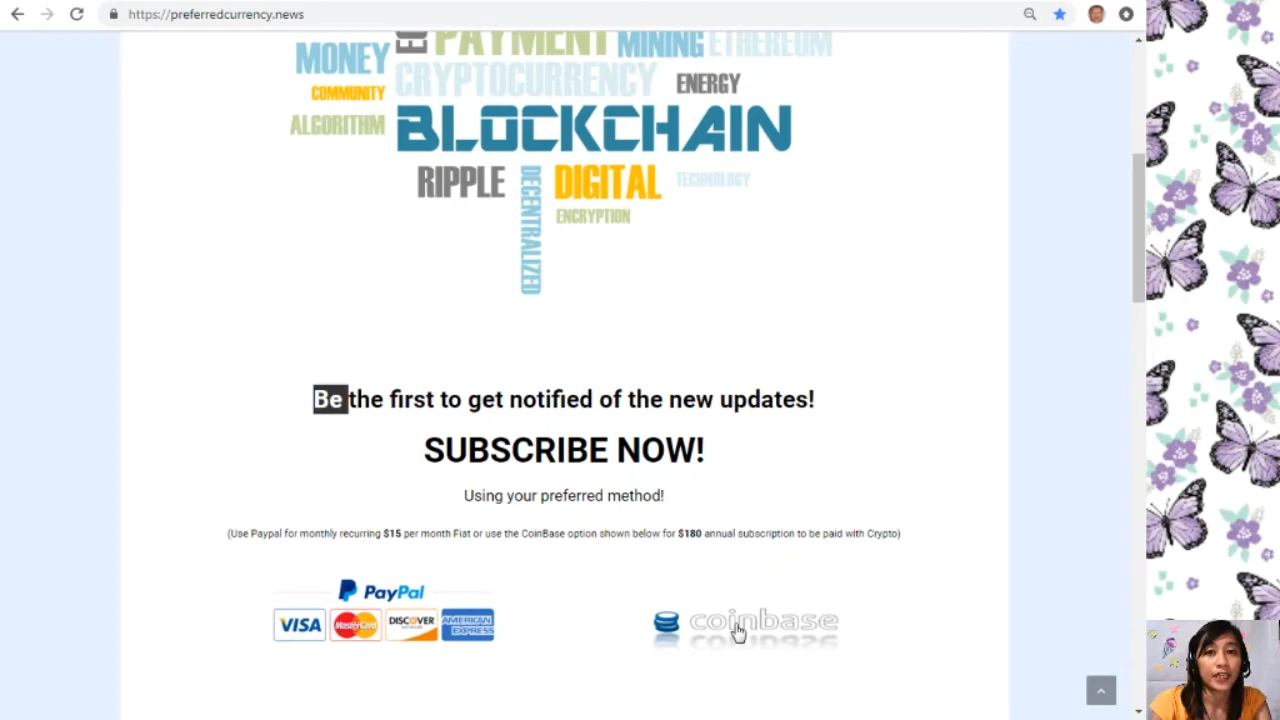 https://preferredcurrency.news
PAYMENT
MINING
ETHEREUM
MONEY
CRYPTOCURRENCY
ENERGY
COMMUNITY
ALGORITHM
BLOCKCHAIN
RIPPLE
DECENTRALIZED
DIGITAL
TECHNOLOGY
ENCRYPTION
Be the first to get notified of the new updates!
SUBSCRIBE NOW!
Using your preferred method!
(Use Paypal for monthly recurring $15 per month Fiat or use the CoinBase option shown below for $180 annual subscription to be paid with Crypto)
PayPal
VISA MasterCard DISCOVER AMERICAN EXPRESS
coinbase